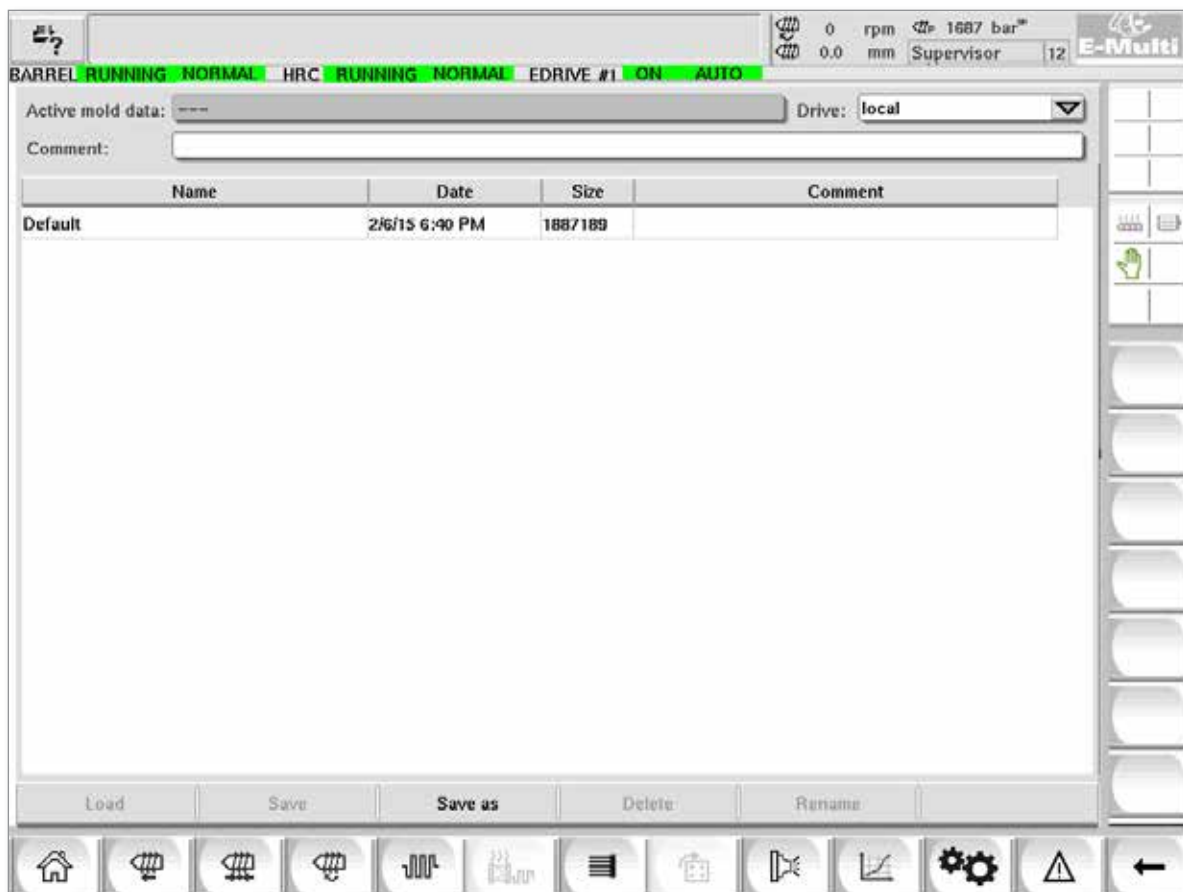 ?
0 rpm 1687 bar
0.0 mm Supervisor 12
E-Multi
BARREL RUNNING NORMAL HRC RUNNING NORMAL EDRIVE #1 ON AUTO
Active mold data: --- Drive: local
Comment:
Name Date Size Comment
Default 2/6/15 6:40 PM 1887189
Load Save Save as Delete Rename